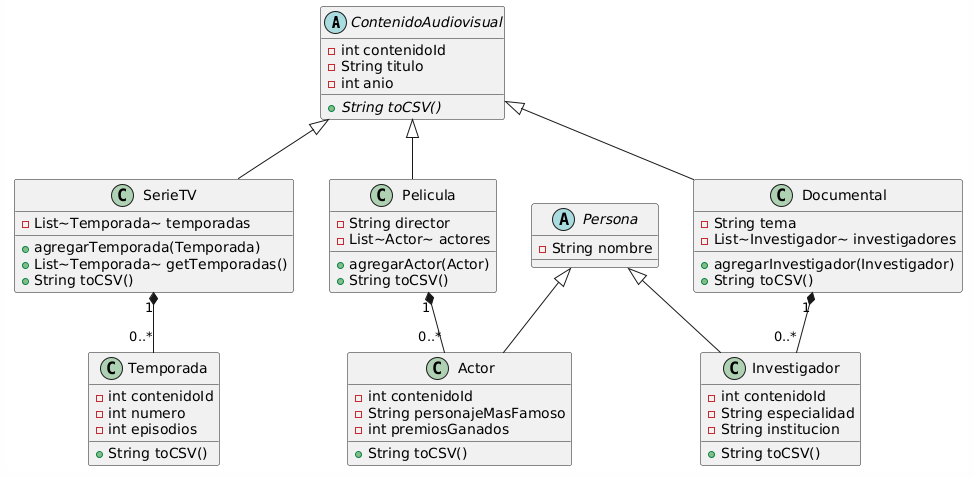 A ContenidoAudiovisual
int contenidoId
String titulo
int anio
String toCSV()
C SerieTV
List~Temporada~ temporadas
agregarTemporada(Temporada)
List~Temporada~ getTemporadas()
String toCSV()
C Pelicula
String director
List~Actor~ actores
agregarActor(Actor)
String toCSV()
A Persona
String nombre
C Documental
String tema
List~Investigador~ investigadores
agregarInvestigador(Investigador)
String toCSV()
1
0..*
1
0..*
1
0..*
C Temporada
int contenidoId
int numero
int episodios
String toCSV()
C Actor
int contenidoId
String personajeMasFamoso
int premiosGanados
String toCSV()
C Investigador
int contenidoId
String especialidad
String institucion
String toCSV()